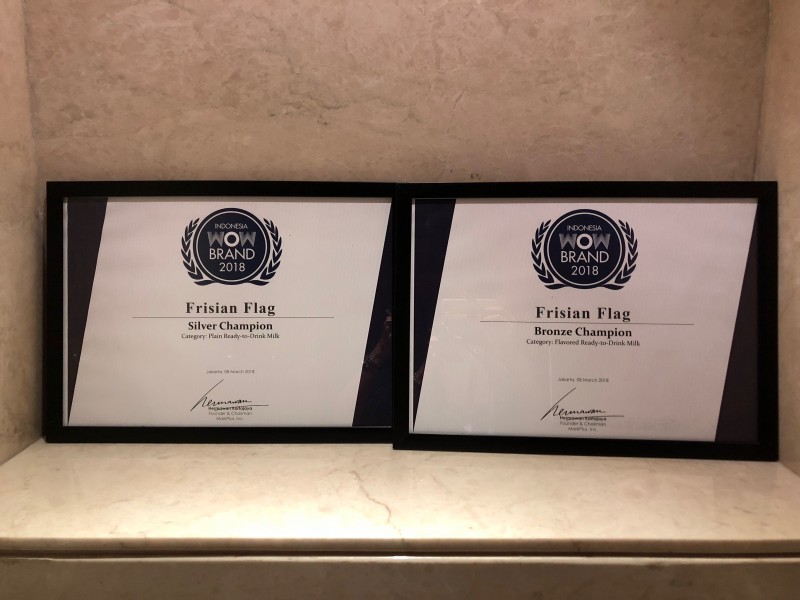 INDONESIA
WOW
BRAND
2018
Frisian Flag
Silver Champion
Category: Plain Ready-to-Drink Milk
Jakarta, 08 March 2018
Hermawan
Hermawan Kartajaya
Founder & Chairman
MarkPlus, Inc.
INDONESIA
WOW
BRAND
2018
Frisian Flag
Bronze Champion
Category: Flavored Ready-to-Drink Milk
Jakarta, 08 March 2018
Hermawan
Hermawan Kartajaya
Founder & Chairman
MarkPlus, Inc.